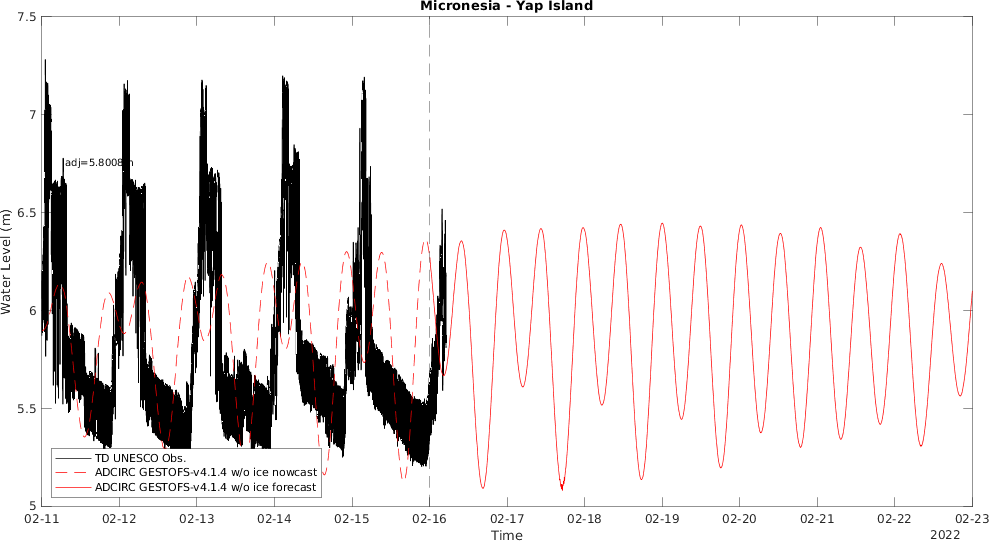 Micronesia - Yap Island
7.5
7
6.5
6
5.5
5
Water Level (m)
adj=5.8008m
TD UNESCO Obs.
ADCIRC GESTOFS-v4.1.4 w/o ice nowcast
ADCIRC GESTOFS-v4.1.4 w/o ice forecast
02-11 02-12 02-13 02-14 02-15 02-16 02-17 02-18 02-19 02-20 02-21 02-22 02-23
Time
2022